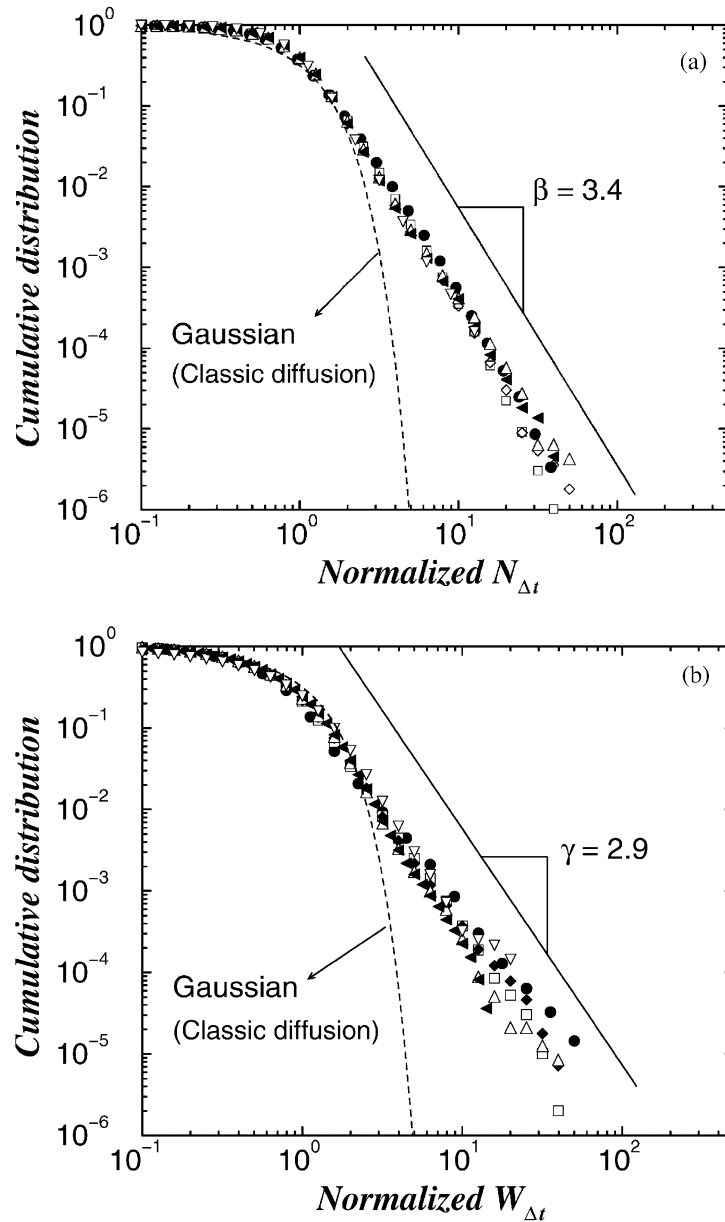 (a)
Cumulative distribution
10^0
10^-1
10^-2
10^-3
10^-4
10^-5
10^-6
β = 3.4
Gaussian
(Classic diffusion)
10^-1 10^0 10^1 10^2
Normalized N_Δt
(b)
Cumulative distribution
10^0
10^-1
10^-2
10^-3
10^-4
10^-5
10^-6
γ = 2.9
Gaussian
(Classic diffusion)
10^-1 10^0 10^1 10^2
Normalized W_Δt